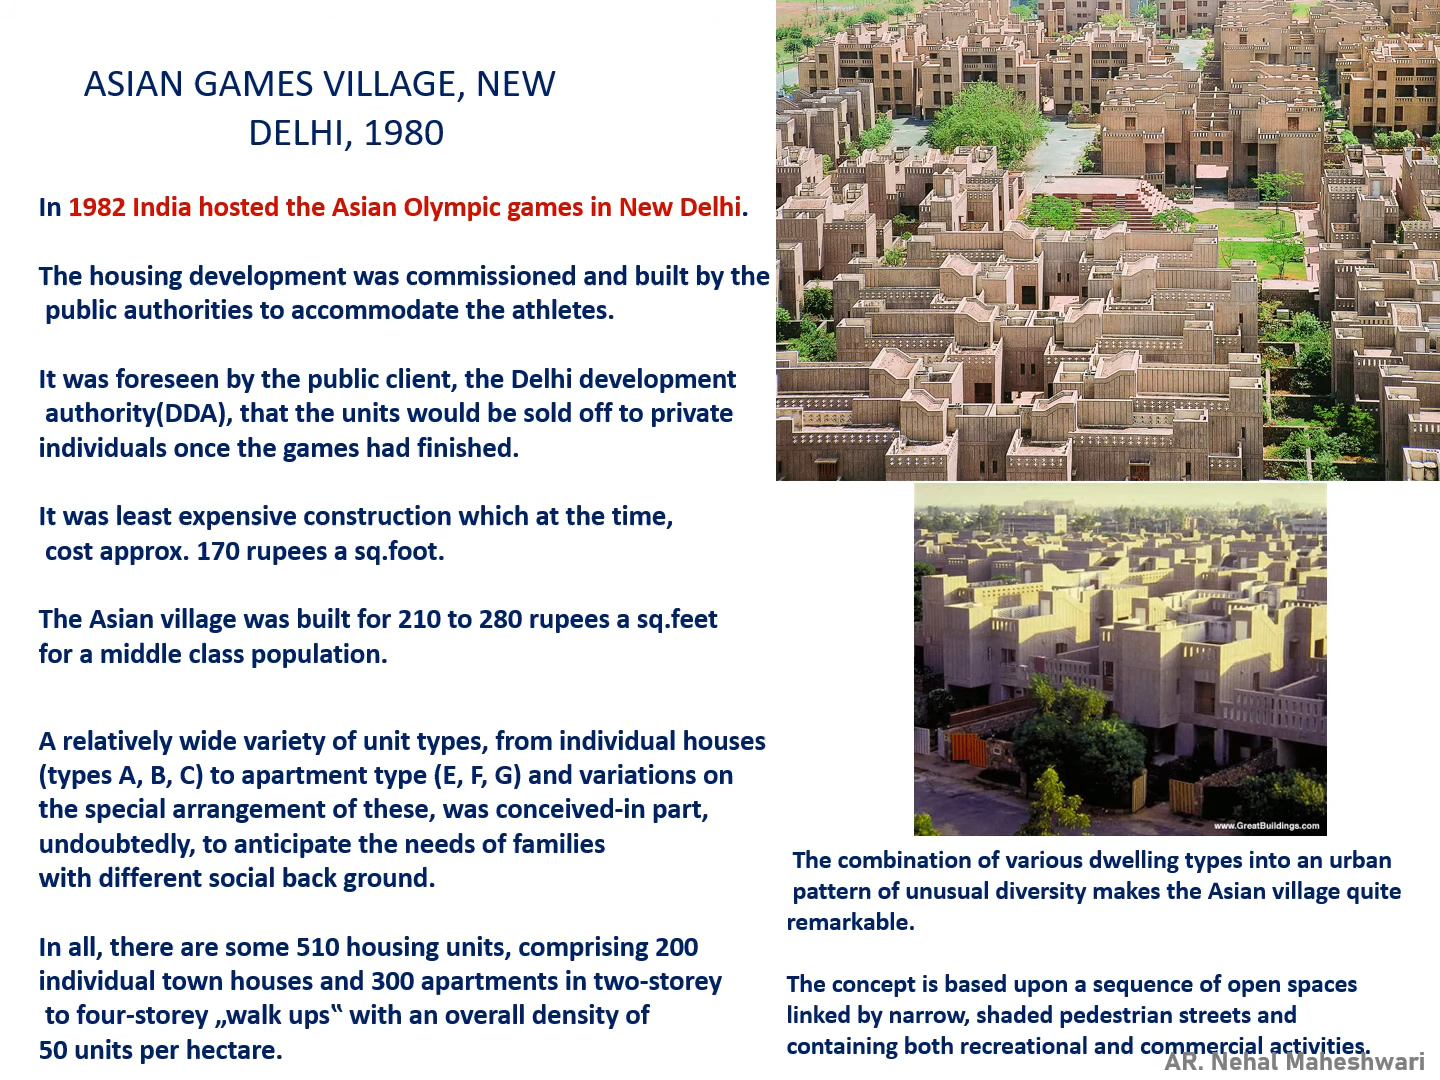 ASIAN GAMES VILLAGE, NEW
DELHI, 1980
In 1982 India hosted the Asian Olympic games in New Delhi.
The housing development was commissioned and built by the
public authorities to accommodate the athletes.
It was foreseen by the public client, the Delhi development
authority(DDA), that the units would be sold off to private
individuals once the games had finished.
It was least expensive construction which at the time,
cost approx. 170 rupees a sq.foot.
The Asian village was built for 210 to 280 rupees a sq.feet
for a middle class population.
A relatively wide variety of unit types, from individual houses
(types A, B, C) to apartment type (E, F, G) and variations on
the special arrangement of these, was conceived-in part,
undoubtedly, to anticipate the needs of families
with different social back ground.
In all, there are some 510 housing units, comprising 200
individual town houses and 300 apartments in two-storey
to four-storey „walk ups‟ with an overall density of
50 units per hectare.
www.GreatBuildings.com
The combination of various dwelling types into an urban
pattern of unusual diversity makes the Asian village quite
remarkable.
The concept is based upon a sequence of open spaces
linked by narrow, shaded pedestrian streets and
containing both recreational and commercial activities.
AR. Nehal Maheshwari